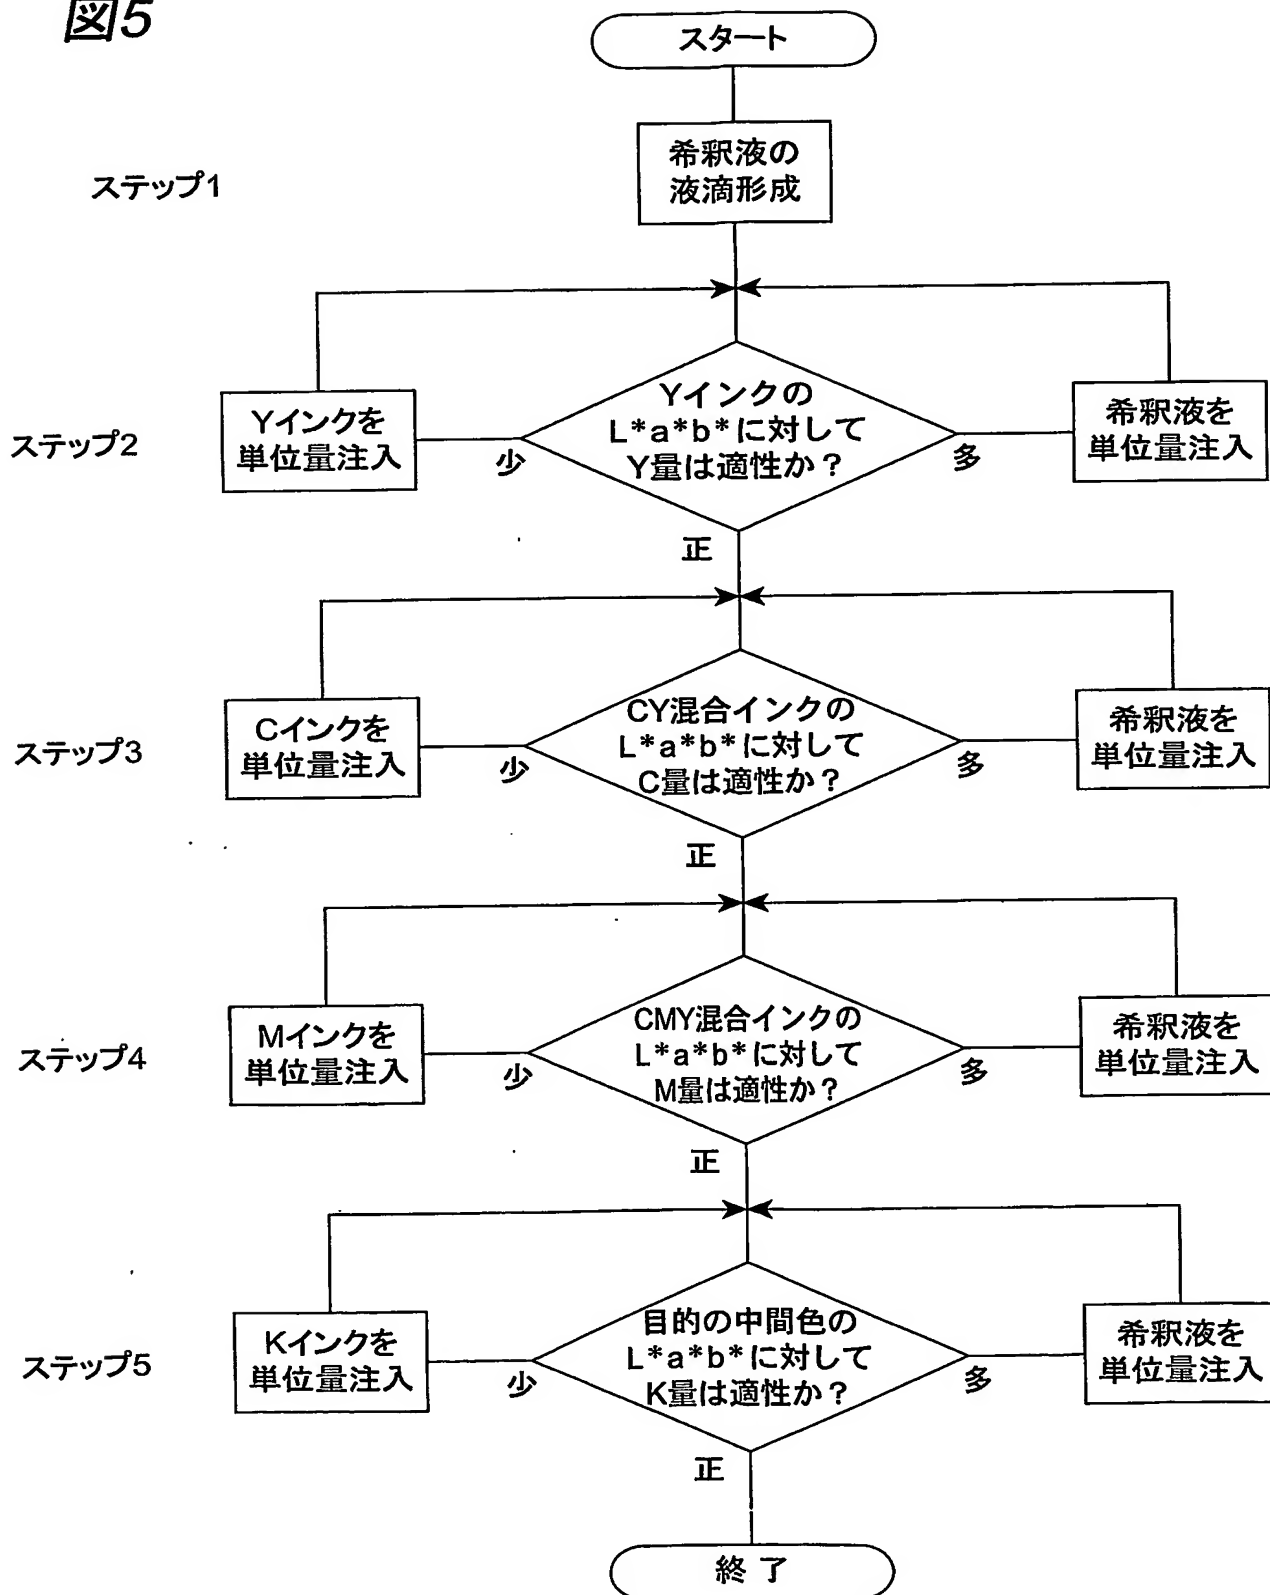 図5
スタート
ステップ1
希釈液の
液滴形成
ステップ2
Yインクを
単位量注入
少
Yインクの
L*a*b*に対して
Y量は適性か?
多
希釈液を
単位量注入
正
ステップ3
Cインクを
単位量注入
少
CY混合インクの
L*a*b*に対して
C量は適性か?
多
希釈液を
単位量注入
正
ステップ4
Mインクを
単位量注入
少
CMY混合インクの
L*a*b*に対して
M量は適性か?
多
希釈液を
単位量注入
正
ステップ5
Kインクを
単位量注入
少
目的の中間色の
L*a*b*に対して
K量は適性か?
多
希釈液を
単位量注入
正
終了